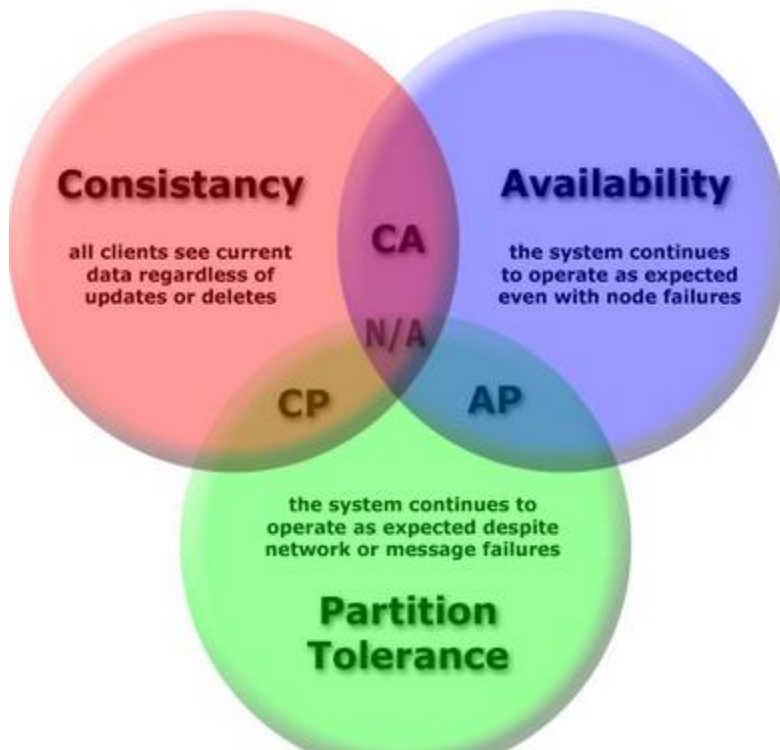 Consistancy
all clients see current
data regardless of
updates or deletes
Availability
the system continues
to operate as expected
even with node failures
CA
N/A
CP
AP
the system continues to
operate as expected despite
network or message failures
Partition
Tolerance